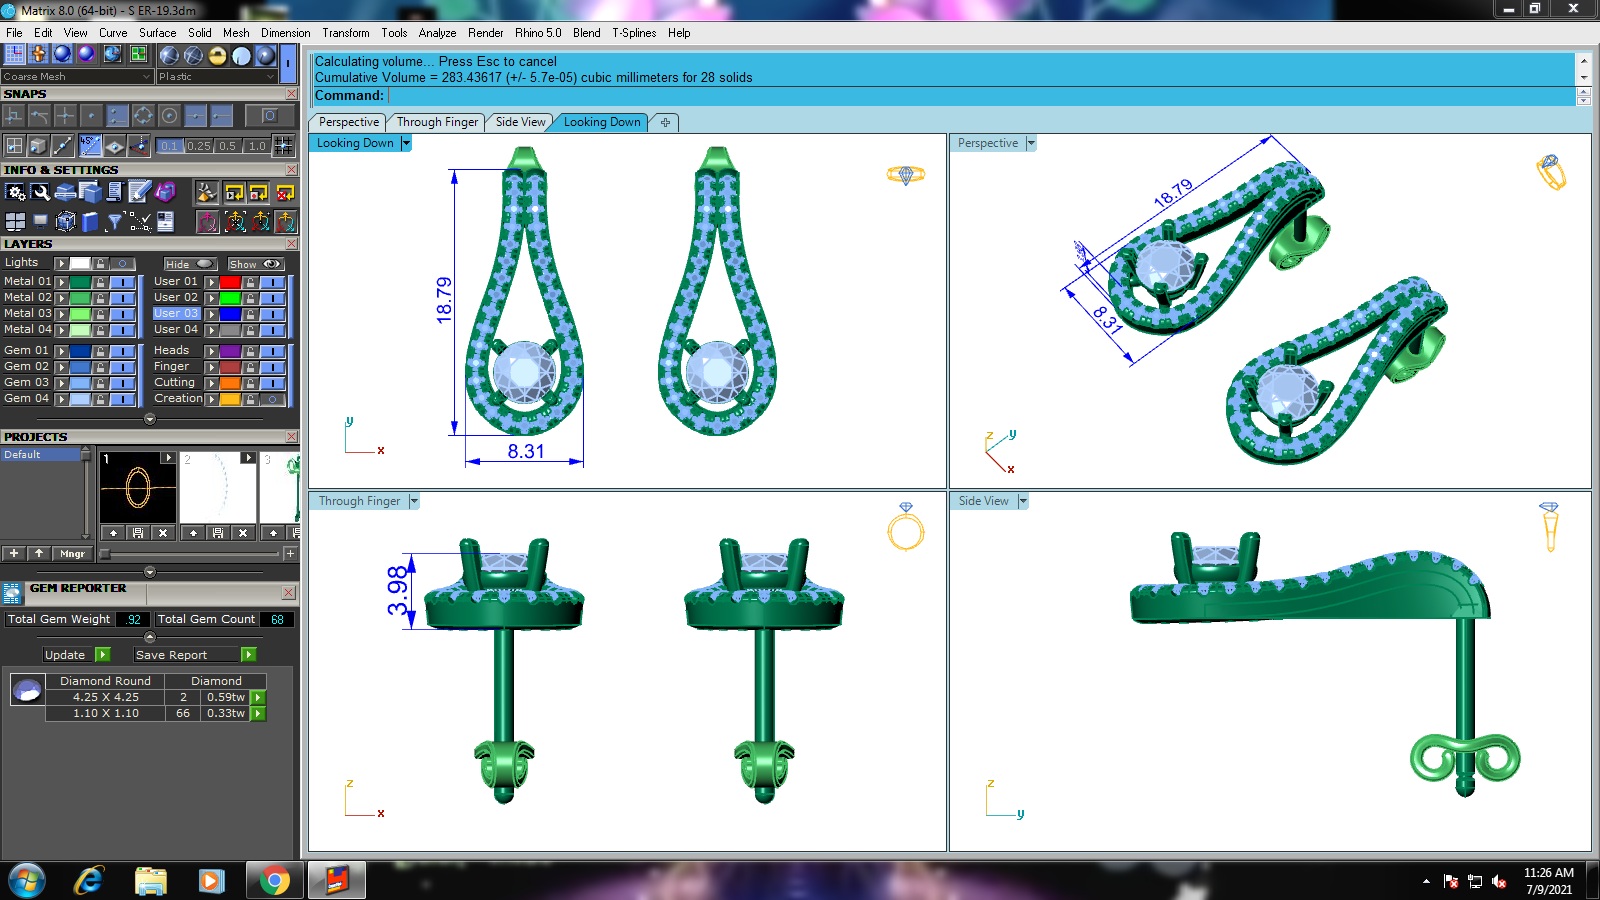 Matrix 8.0 (64-bit) - S ER-19.3dm
File Edit View Curve Surface Solid Mesh Dimension Transform Tools Analyze Render Rhino 5.0 Blend T-Splines Help
Coarse Mesh Plastic
Calculating volume... Press Esc to cancel
Cumulative Volume = 283.43617 (+/- 5.7e-05) cubic millimeters for 28 solids
Command:
SNAPS
45°
0.1 0.25 0.5 1.0
INFO & SETTINGS
LAYERS
Lights Hide Show
Metal 01 User 01
Metal 02 User 02
Metal 03 User 03
Metal 04 User 04
Gem 01 Heads
Gem 02 Finger
Gem 03 Cutting
Gem 04 Creation
PROJECTS
Default
1 2 3
Mngr
GEM REPORTER
Total Gem Weight .92 Total Gem Count 68
Update Save Report
Diamond Round Diamond
4.25 X 4.25 2 0.59tw
1.10 X 1.10 66 0.33tw
Perspective Through Finger Side View Looking Down
Looking Down
18.79
8.31
y
x
Perspective
18.79
8.31
z
y
x
Through Finger
3.98
z
x
Side View
z
y
11:26 AM
7/9/2021